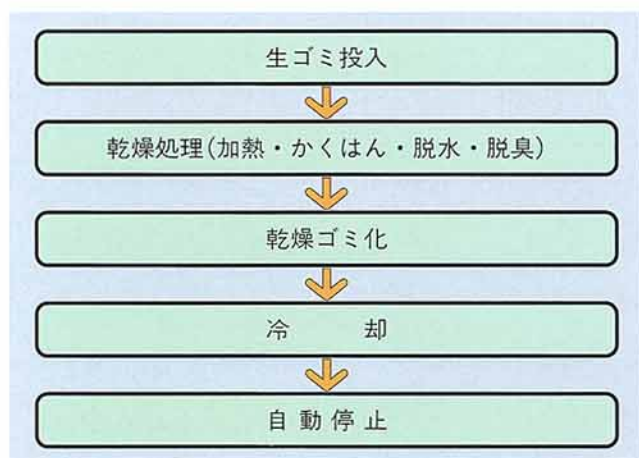 生ゴミ投入
乾燥処理(加熱・かくはん・脱水・脱臭)
乾燥ゴミ化
冷却
自動停止